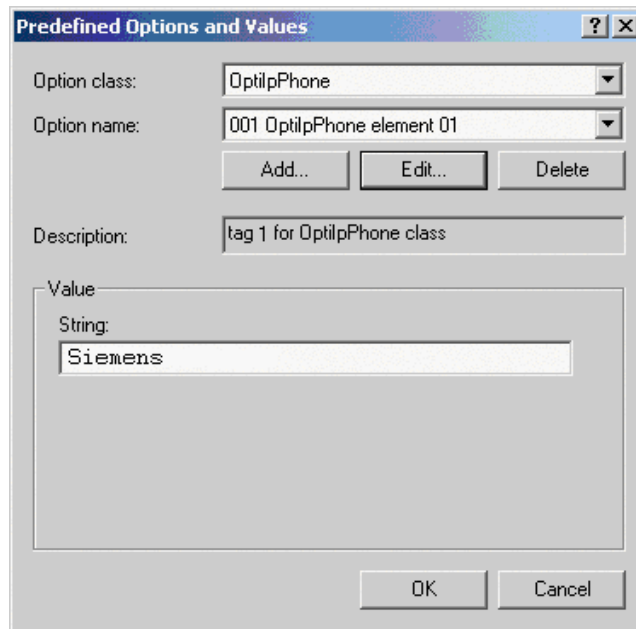 Predefined Options and Values
Option class: OptiIpPhone
Option name: 001 OptiIpPhone element 01
Add... Edit... Delete
Description: tag 1 for OptiIpPhone class
Value
String:
Siemens
OK Cancel